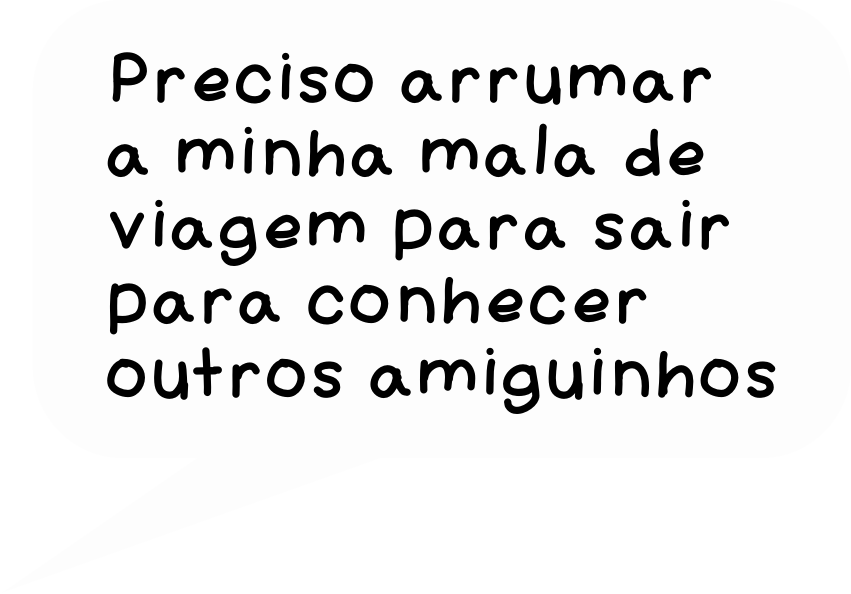 Preciso arrumar
a minha mala de
viagem para sair
para conhecer
outros amiguinhos